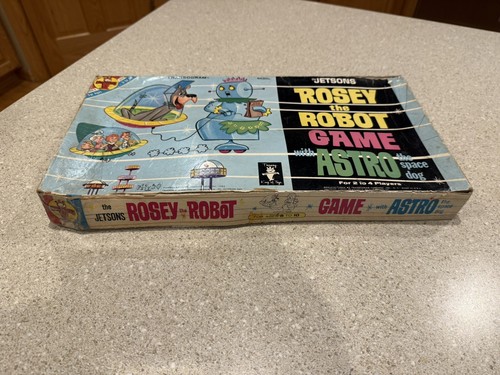 the JETSONS
ROSEY
the
ROBOT
GAME
with ASTRO the
space
dog
For 2 to 4 Players
the
JETSONS ROSEY the ROBOT
GAME with ASTRO